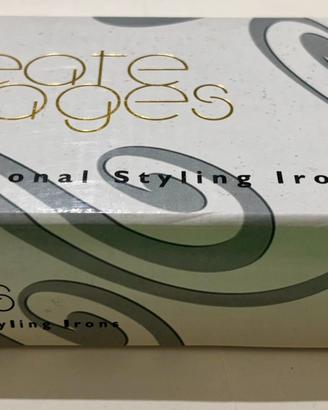 eate
ages
onal Styling Iro
s
yling Irons